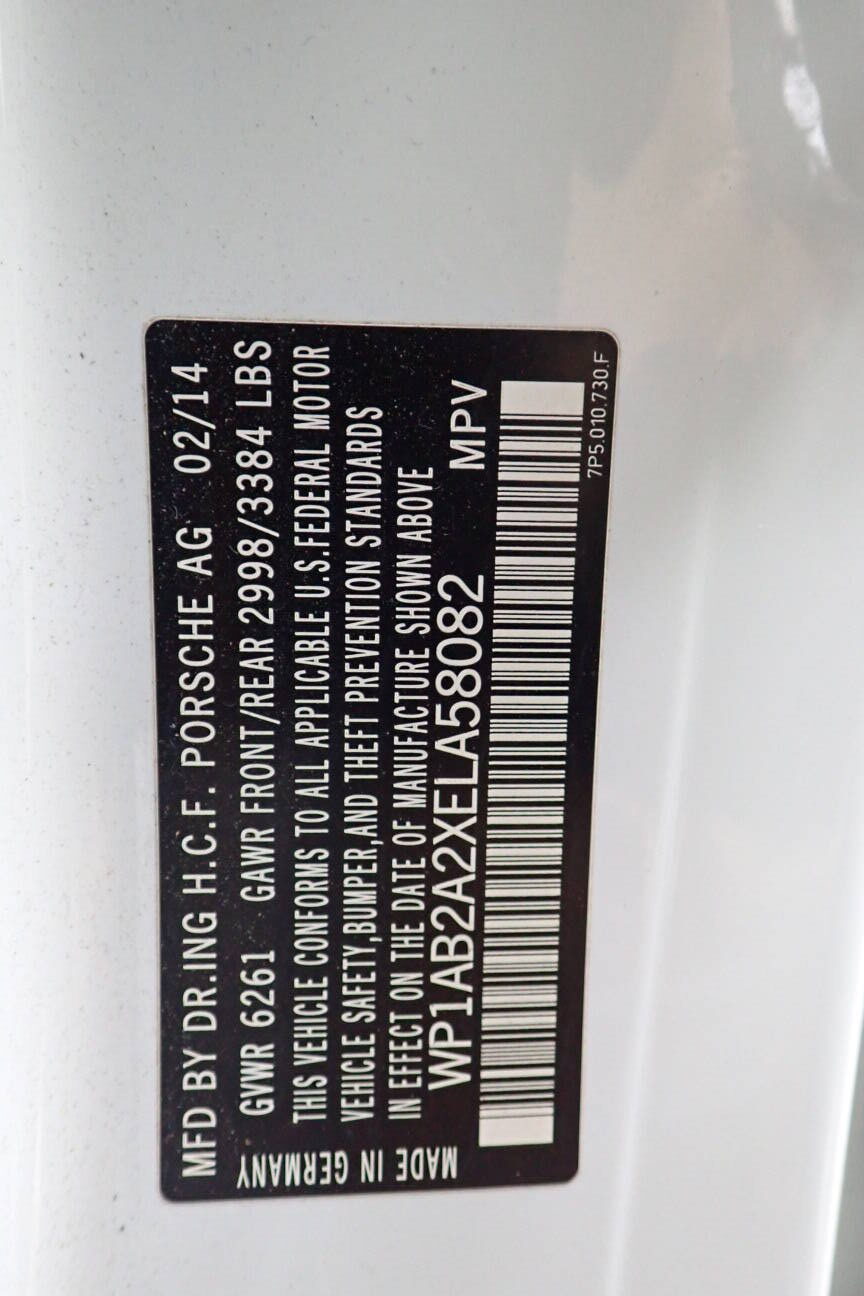 MFD BY DR.ING H.C.F. PORSCHE AG 02/14
GVWR 6261 GAWR FRONT/REAR 2998/3384 LBS
THIS VEHICLE CONFORMS TO ALL APPLICABLE U.S.FEDERAL MOTOR
VEHICLE SAFETY,BUMPER,AND THEFT PREVENTION STANDARDS
IN EFFECT ON THE DATE OF MANUFACTURE SHOWN ABOVE
WP1AB2A2XELA58082 MPV
7P5.010.730.F
MADE IN GERMANY